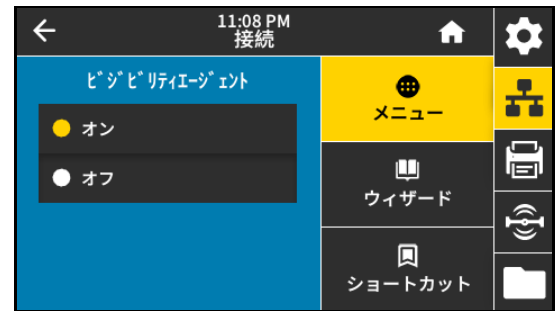 11:08 PM
接続
ﾋﾞｼﾞﾋﾞﾘﾃｨｴｰｼﾞｪﾝﾄ
オン
オフ
メニュー
ウィザード
ショートカット